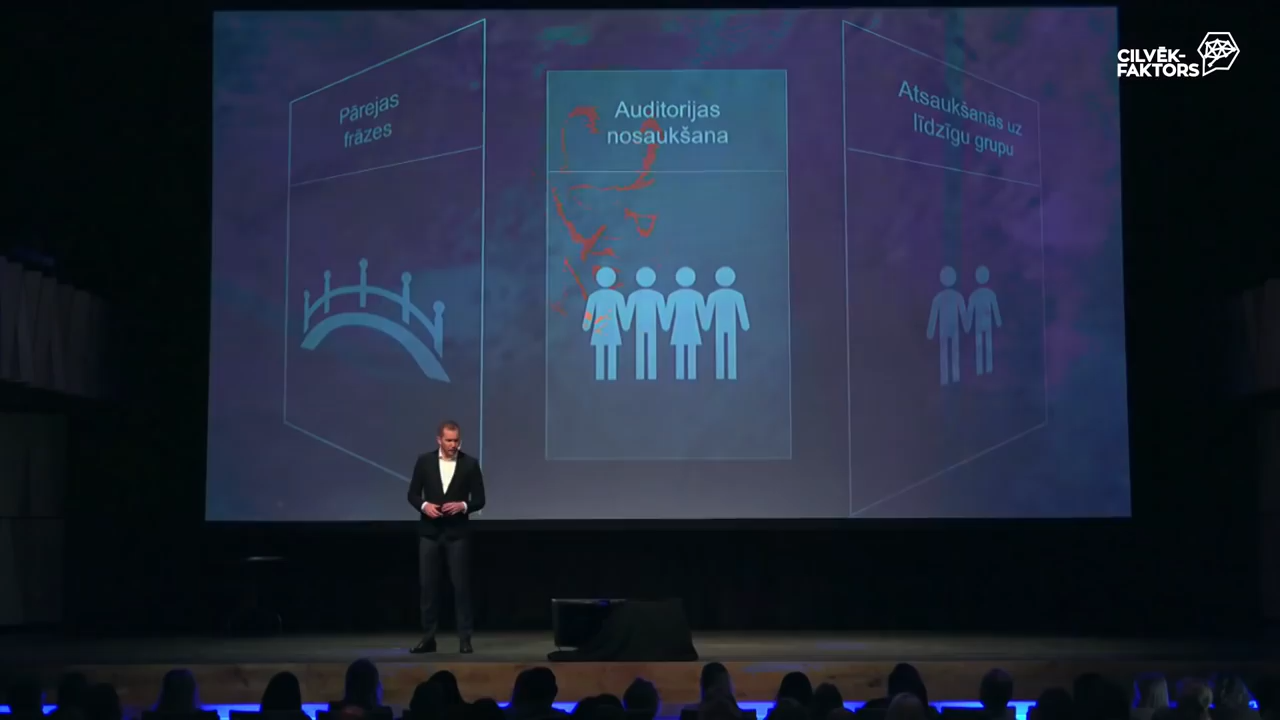 Pārejas
frāzes
Auditorijas
nosaukšana
Atsaukšanās uz
līdzīgu grupu
CILVĒK-
FAKTORS